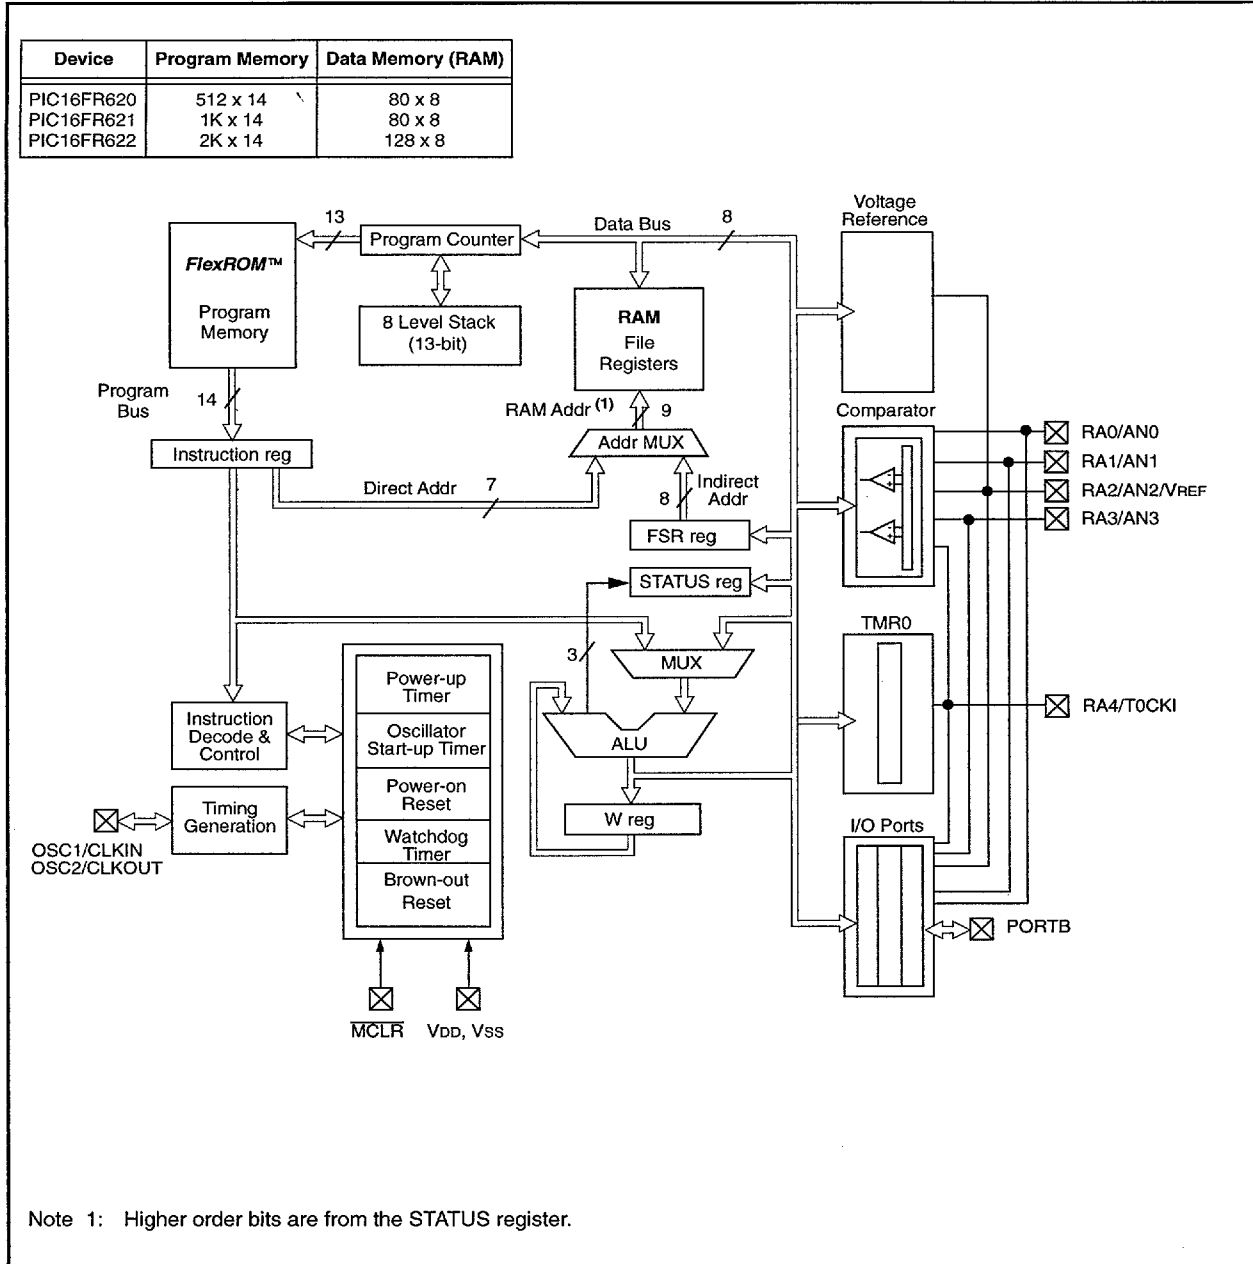 Device Program Memory Data Memory (RAM)
PIC16FR620 512 x 14 80 x 8
PIC16FR621 1K x 14 80 x 8
PIC16FR622 2K x 14 128 x 8
Voltage
Reference
13
Program Counter
Data Bus
8
FlexROM™
Program
Memory
8 Level Stack
(13-bit)
RAM
File
Registers
Program
Bus
14
RAM Addr (1)
9
Comparator
Addr MUX
Instruction reg
Direct Addr
7
8
Indirect
Addr
RA0/AN0
RA1/AN1
RA2/AN2/VREF
RA3/AN3
FSR reg
STATUS reg
TMR0
3
MUX
Power-up
Timer
Instruction
Decode &
Control
Oscillator
Start-up Timer
ALU
RA4/T0CKI
Power-on
Reset
Timing
Generation
W reg
I/O Ports
Watchdog
Timer
OSC1/CLKIN
OSC2/CLKOUT
Brown-out
Reset
PORTB
MCLR
VDD, VSS
Note 1: Higher order bits are from the STATUS register.